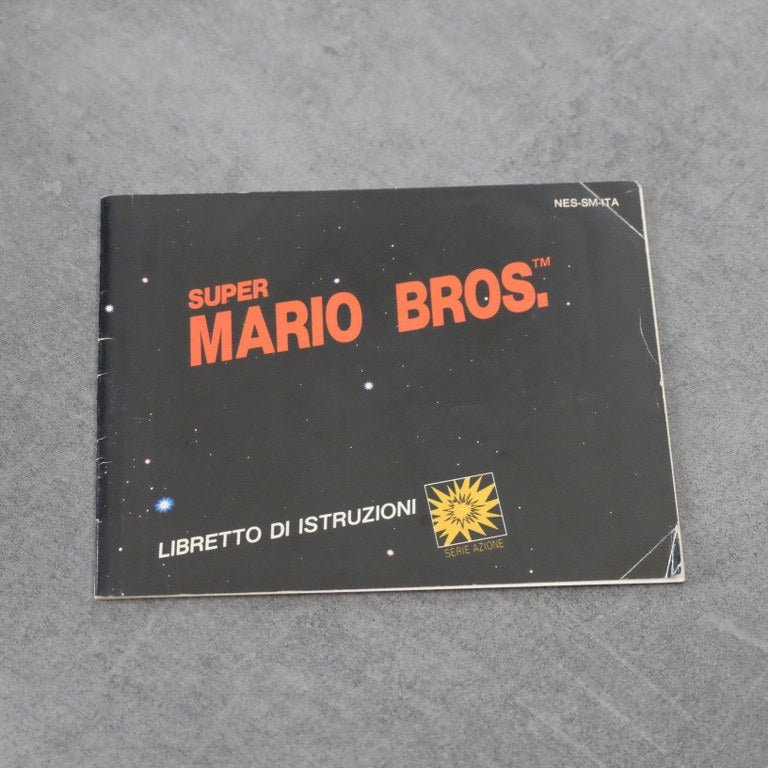 NES-SM-ITA
SUPER
MARIO BROS.™
LIBRETTO DI ISTRUZIONI
SERIE AZIONE